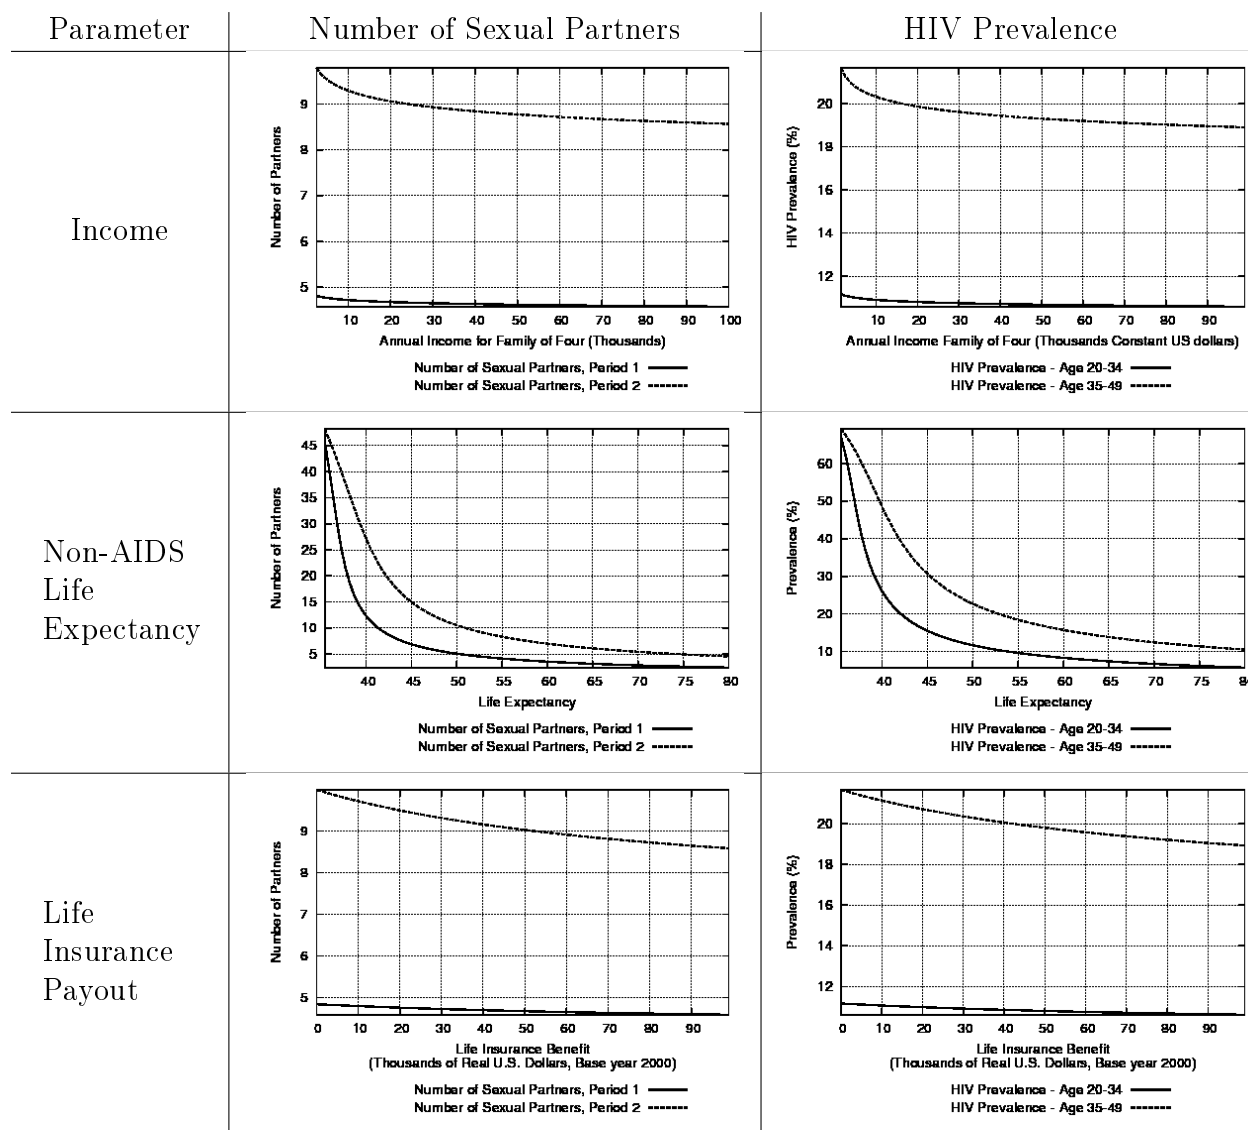 Parameter Number of Sexual Partners HIV Prevalence
Income
Number of Partners
9
8
7
6
5
10 20 30 40 50 60 70 80 90 100
Annual Income for Family of Four (Thousands)
Number of Sexual Partners, Period 1
Number of Sexual Partners, Period 2
HIV Prevalence (%)
20
18
16
14
12
10 20 30 40 50 60 70 80 90
Annual Income Family of Four (Thousands Constant US dollars)
HIV Prevalence - Age 20-34
HIV Prevalence - Age 35-49
Non-AIDS
Life
Expectancy
Number of Partners
45
40
35
30
25
20
15
10
5
40 45 50 55 60 65 70 75 80
Life Expectancy
Number of Sexual Partners, Period 1
Number of Sexual Partners, Period 2
Prevalence (%)
60
50
40
30
20
10
40 45 50 55 60 65 70 75 8
Life Expectancy
HIV Prevalence - Age 20-34
HIV Prevalence - Age 35-49
Life
Insurance
Payout
Number of Partners
9
8
7
6
5
0 10 20 30 40 50 60 70 80 90
Life Insurance Benefit
(Thousands of Real U.S. Dollars, Base year 2000)
Number of Sexual Partners, Period 1
Number of Sexual Partners, Period 2
Prevalence (%)
20
18
16
14
12
0 10 20 30 40 50 60 70 80 90
Life Insurance Benefit
(Thousands of Real U.S. Dollars, Base year 2000)
HIV Prevalence - Age 20-34
HIV Prevalence - Age 35-49